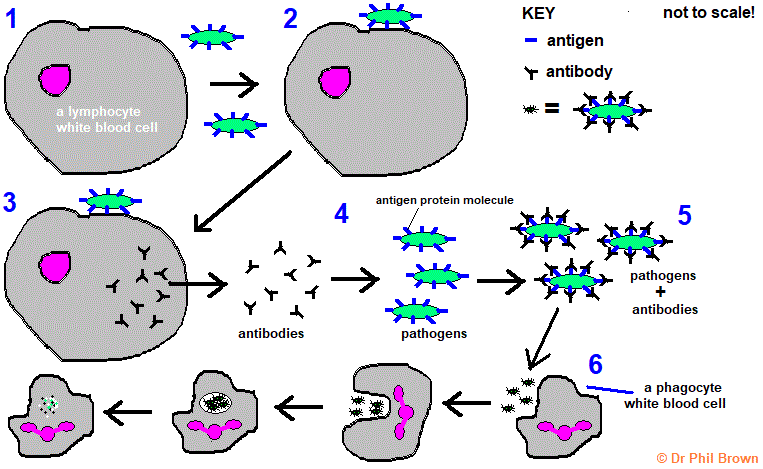 1
2
KEY
not to scale!
antigen
antibody
=
a lymphocyte
white blood cell
3
4
antigen protein molecule
5
antibodies
pathogens
pathogens
+
antibodies
6
a phagocyte
white blood cell
© Dr Phil Brown